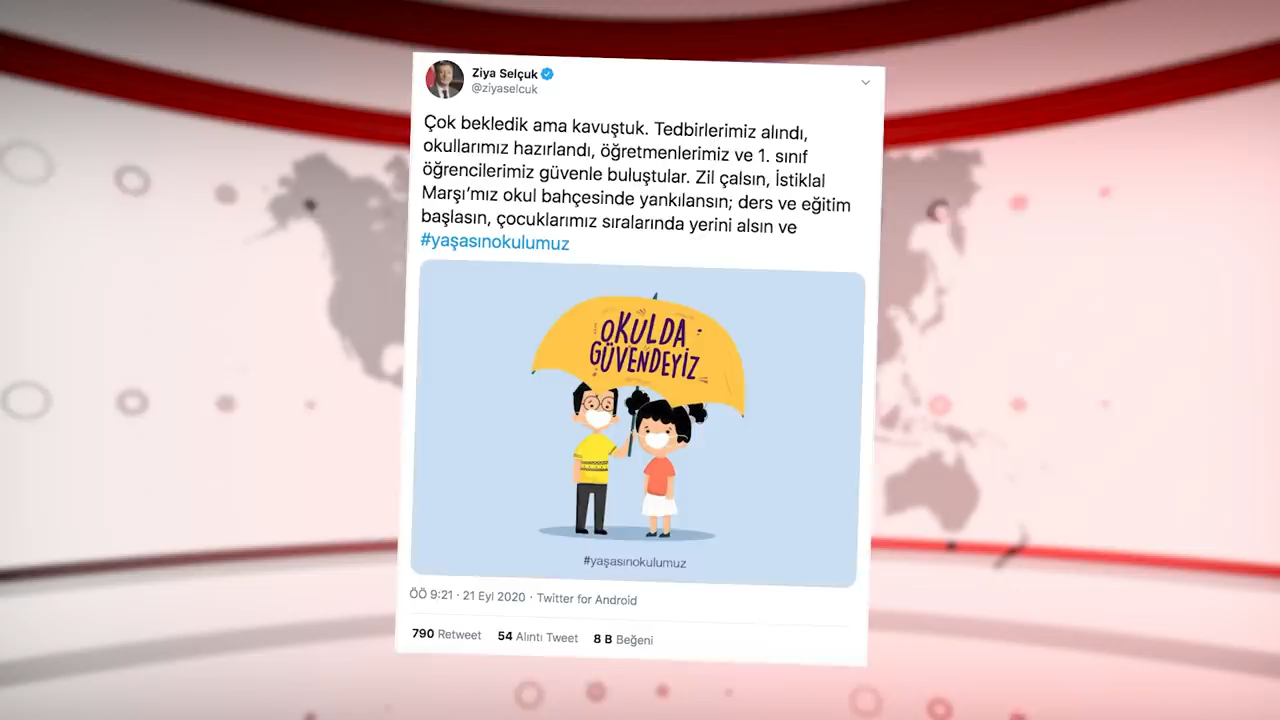 Ziya Selçuk
@ziyaselcuk
Çok bekledik ama kavuştuk. Tedbirlerimiz alındı,
okullarımız hazırlandı, öğretmenlerimiz ve 1. sınıf
öğrencilerimiz güvenle buluştular. Zil çalsın, İstiklal
Marşı'mız okul bahçesinde yankılansın; ders ve eğitim
başlasın, çocuklarımız sıralarında yerini alsın ve
#yaşasınokulumuz
OKULDA
GÜVENDEYİZ
#yaşasınokulumuz
ÖÖ 9:21 · 21 Eyl 2020 · Twitter for Android
790 Retweet 54 Alıntı Tweet 8 B Beğeni